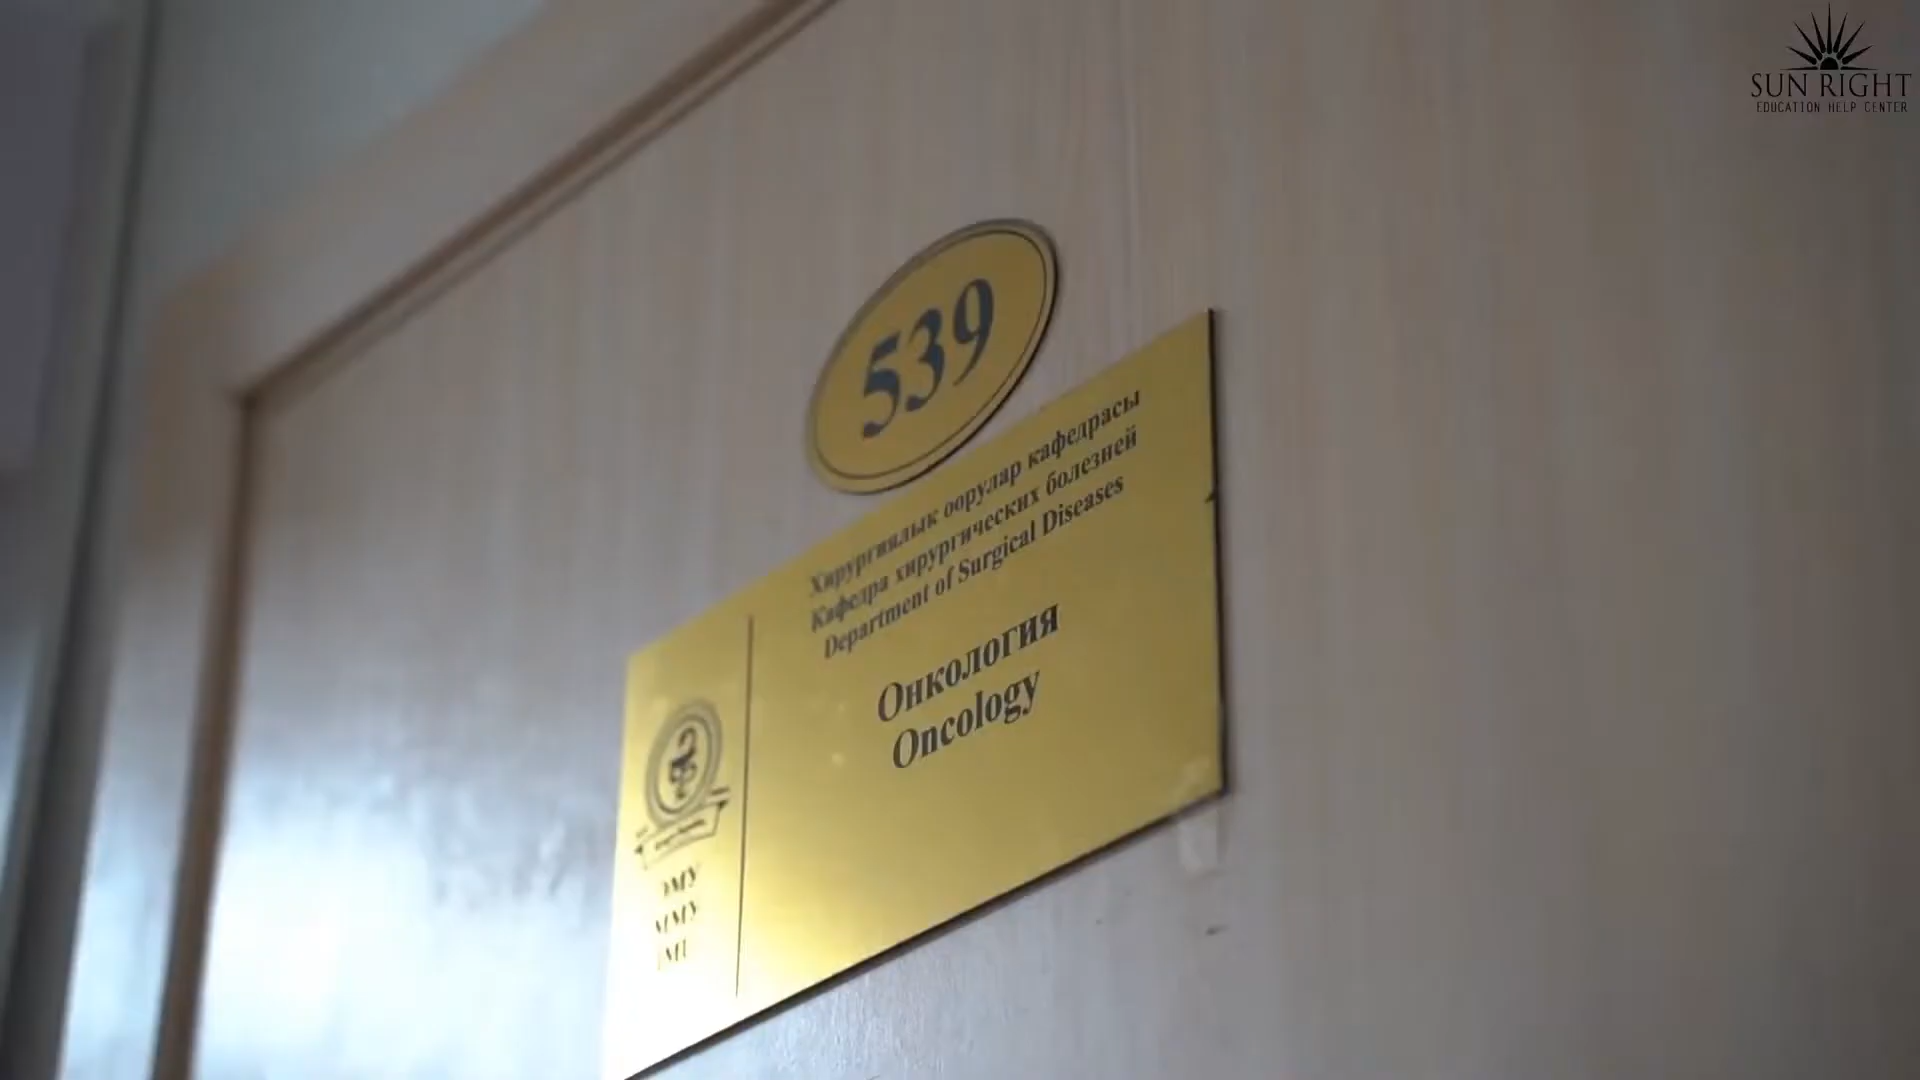 SUN RIGHT
EDUCATION HELP CENTER
539
Хирургиялык оорулар кафедрасы
Кафедра хирургических болезней
Department of Surgical Diseases
Онкология
Oncology